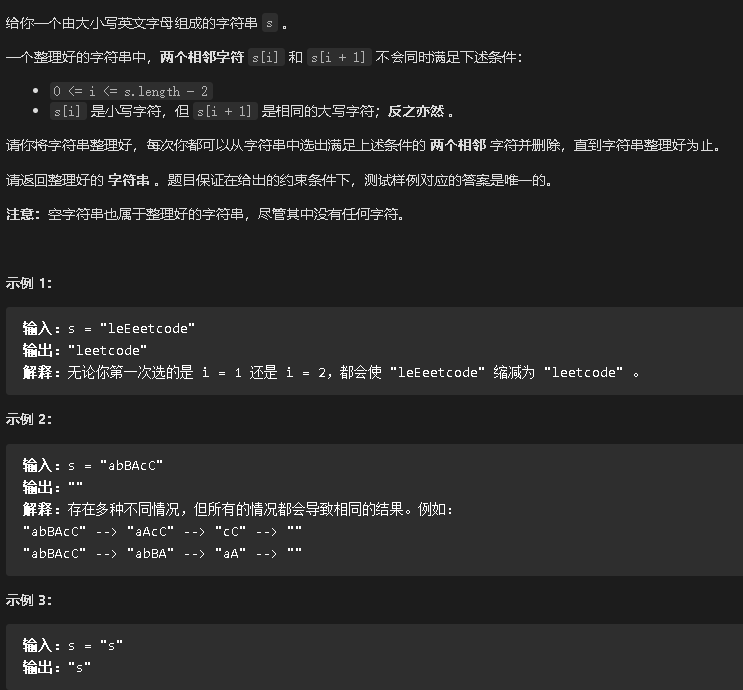 给你一个由大小写英文字母组成的字符串 s 。
一个整理好的字符串中，两个相邻字符 s[i] 和 s[i + 1] 不会同时满足下述条件：
• 0 <= i <= s.length - 2
• s[i] 是小写字符，但 s[i + 1] 是相同的大写字符；反之亦然 。
请你将字符串整理好，每次你都可以从字符串中选出满足上述条件的 两个相邻 字符并删除，直到字符串整理好为止。
请返回整理好的 字符串 。题目保证在给出的约束条件下，测试样例对应的答案是唯一的。
注意：空字符串也属于整理好的字符串，尽管其中没有任何字符。
示例 1：
输入：s = "leEeetcode"
输出："leetcode"
解释：无论你第一次选的是 i = 1 还是 i = 2，都会使 "leEeetcode" 缩减为 "leetcode" 。
示例 2：
输入：s = "abBAcC"
输出：""
解释：存在多种不同情况，但所有的情况都会导致相同的结果。例如：
"abBAcC" --> "aAcC" --> "cC" --> ""
"abBAcC" --> "abBA" --> "aA" --> ""
示例 3：
输入：s = "s"
输出："s"